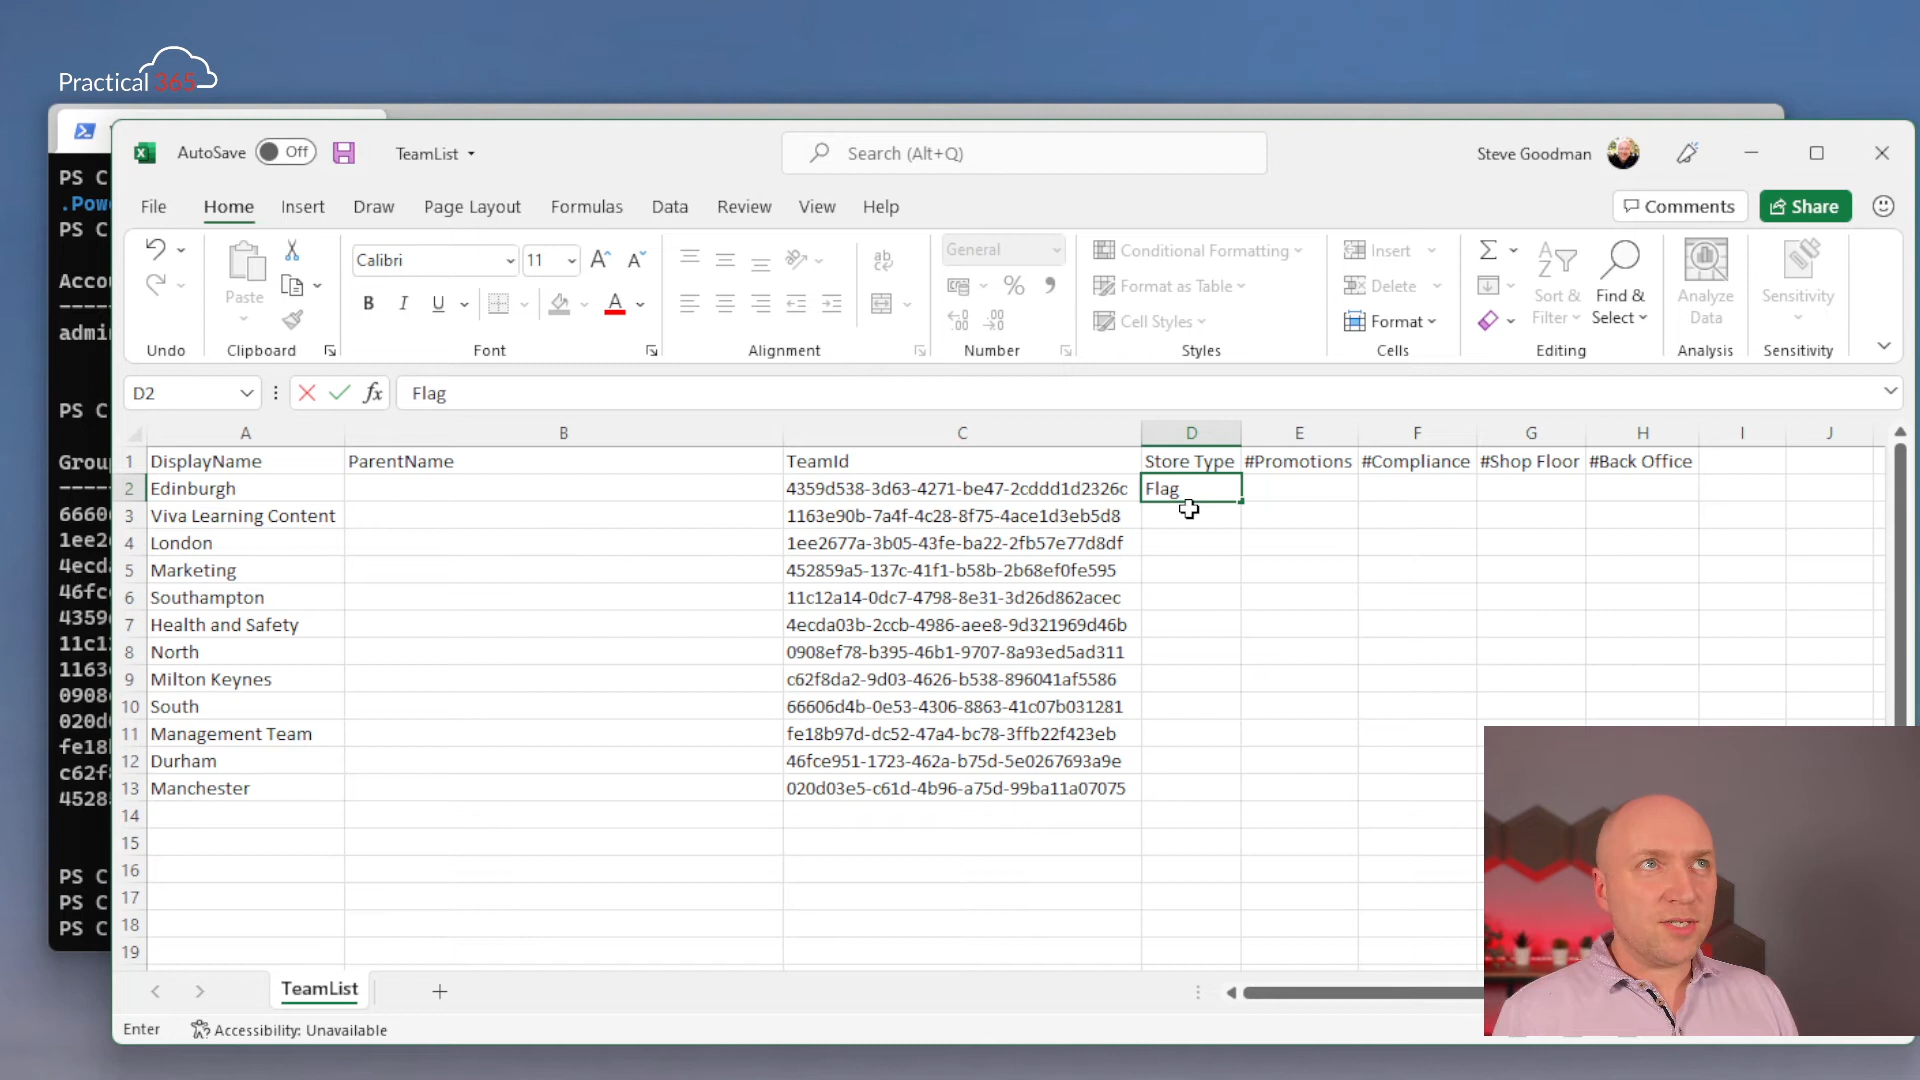 Practical 365
AutoSave Off TeamList Search (Alt+Q) Steve Goodman
File Home Insert Draw Page Layout Formulas Data Review View Help Comments Share
Paste
Calibri 11
B I U A
ab
General
% 9
Conditional Formatting
Format as Table
Cell Styles
Insert
Delete
Format
Sort & Filter
Find & Select
Analyze Data
Sensitivity
Undo Clipboard Font Alignment Number Styles Cells Editing Analysis Sensitivity
D2 fx Flag
A B C D E F G H I J
1 DisplayName ParentName TeamId Store Type #Promotions #Compliance #Shop Floor #Back Office
2 Edinburgh 4359d538-3d63-4271-be47-2cddd1d2326c Flag
3 Viva Learning Content 1163e90b-7a4f-4c28-8f75-4ace1d3eb5d8
4 London 1ee2677a-3b05-43fe-ba22-2fb57e77d8df
5 Marketing 452859a5-137c-41f1-b58b-2b68ef0fe595
6 Southampton 11c12a14-0dc7-4798-8e31-3d26d862acec
7 Health and Safety 4ecda03b-2ccb-4986-aee8-9d321969d46b
8 North 0908ef78-b395-46b1-9707-8a93ed5ad311
9 Milton Keynes c62f8da2-9d03-4626-b538-896041af5586
10 South 66606d4b-0e53-4306-8863-41c07b031281
11 Management Team fe18b97d-dc52-47a4-bc78-3ffb22f423eb
12 Durham 46fce951-1723-462a-b75d-5e0267693a9e
13 Manchester 020d03e5-c61d-4b96-a75d-99ba11a07075
14
15
16
17
18
19
TeamList
Enter Accessibility: Unavailable
PS C
.Pow
PS C
Accou
-----
admin
PS C
Group
-----
6660
1ee2
4ecda
46fce
4359
11c1
1163
0908
020d
fe18
c62f
4528
PS C
PS C
PS C